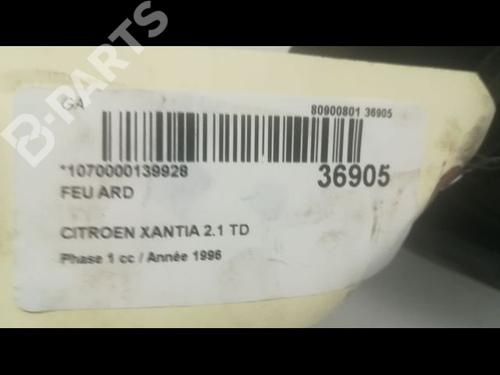 B-PARTS
GA
80900801 36905
*1070000139928
36905
FEU ARD
CITROEN XANTIA 2.1 TD
Phase 1 cc / Année 1996